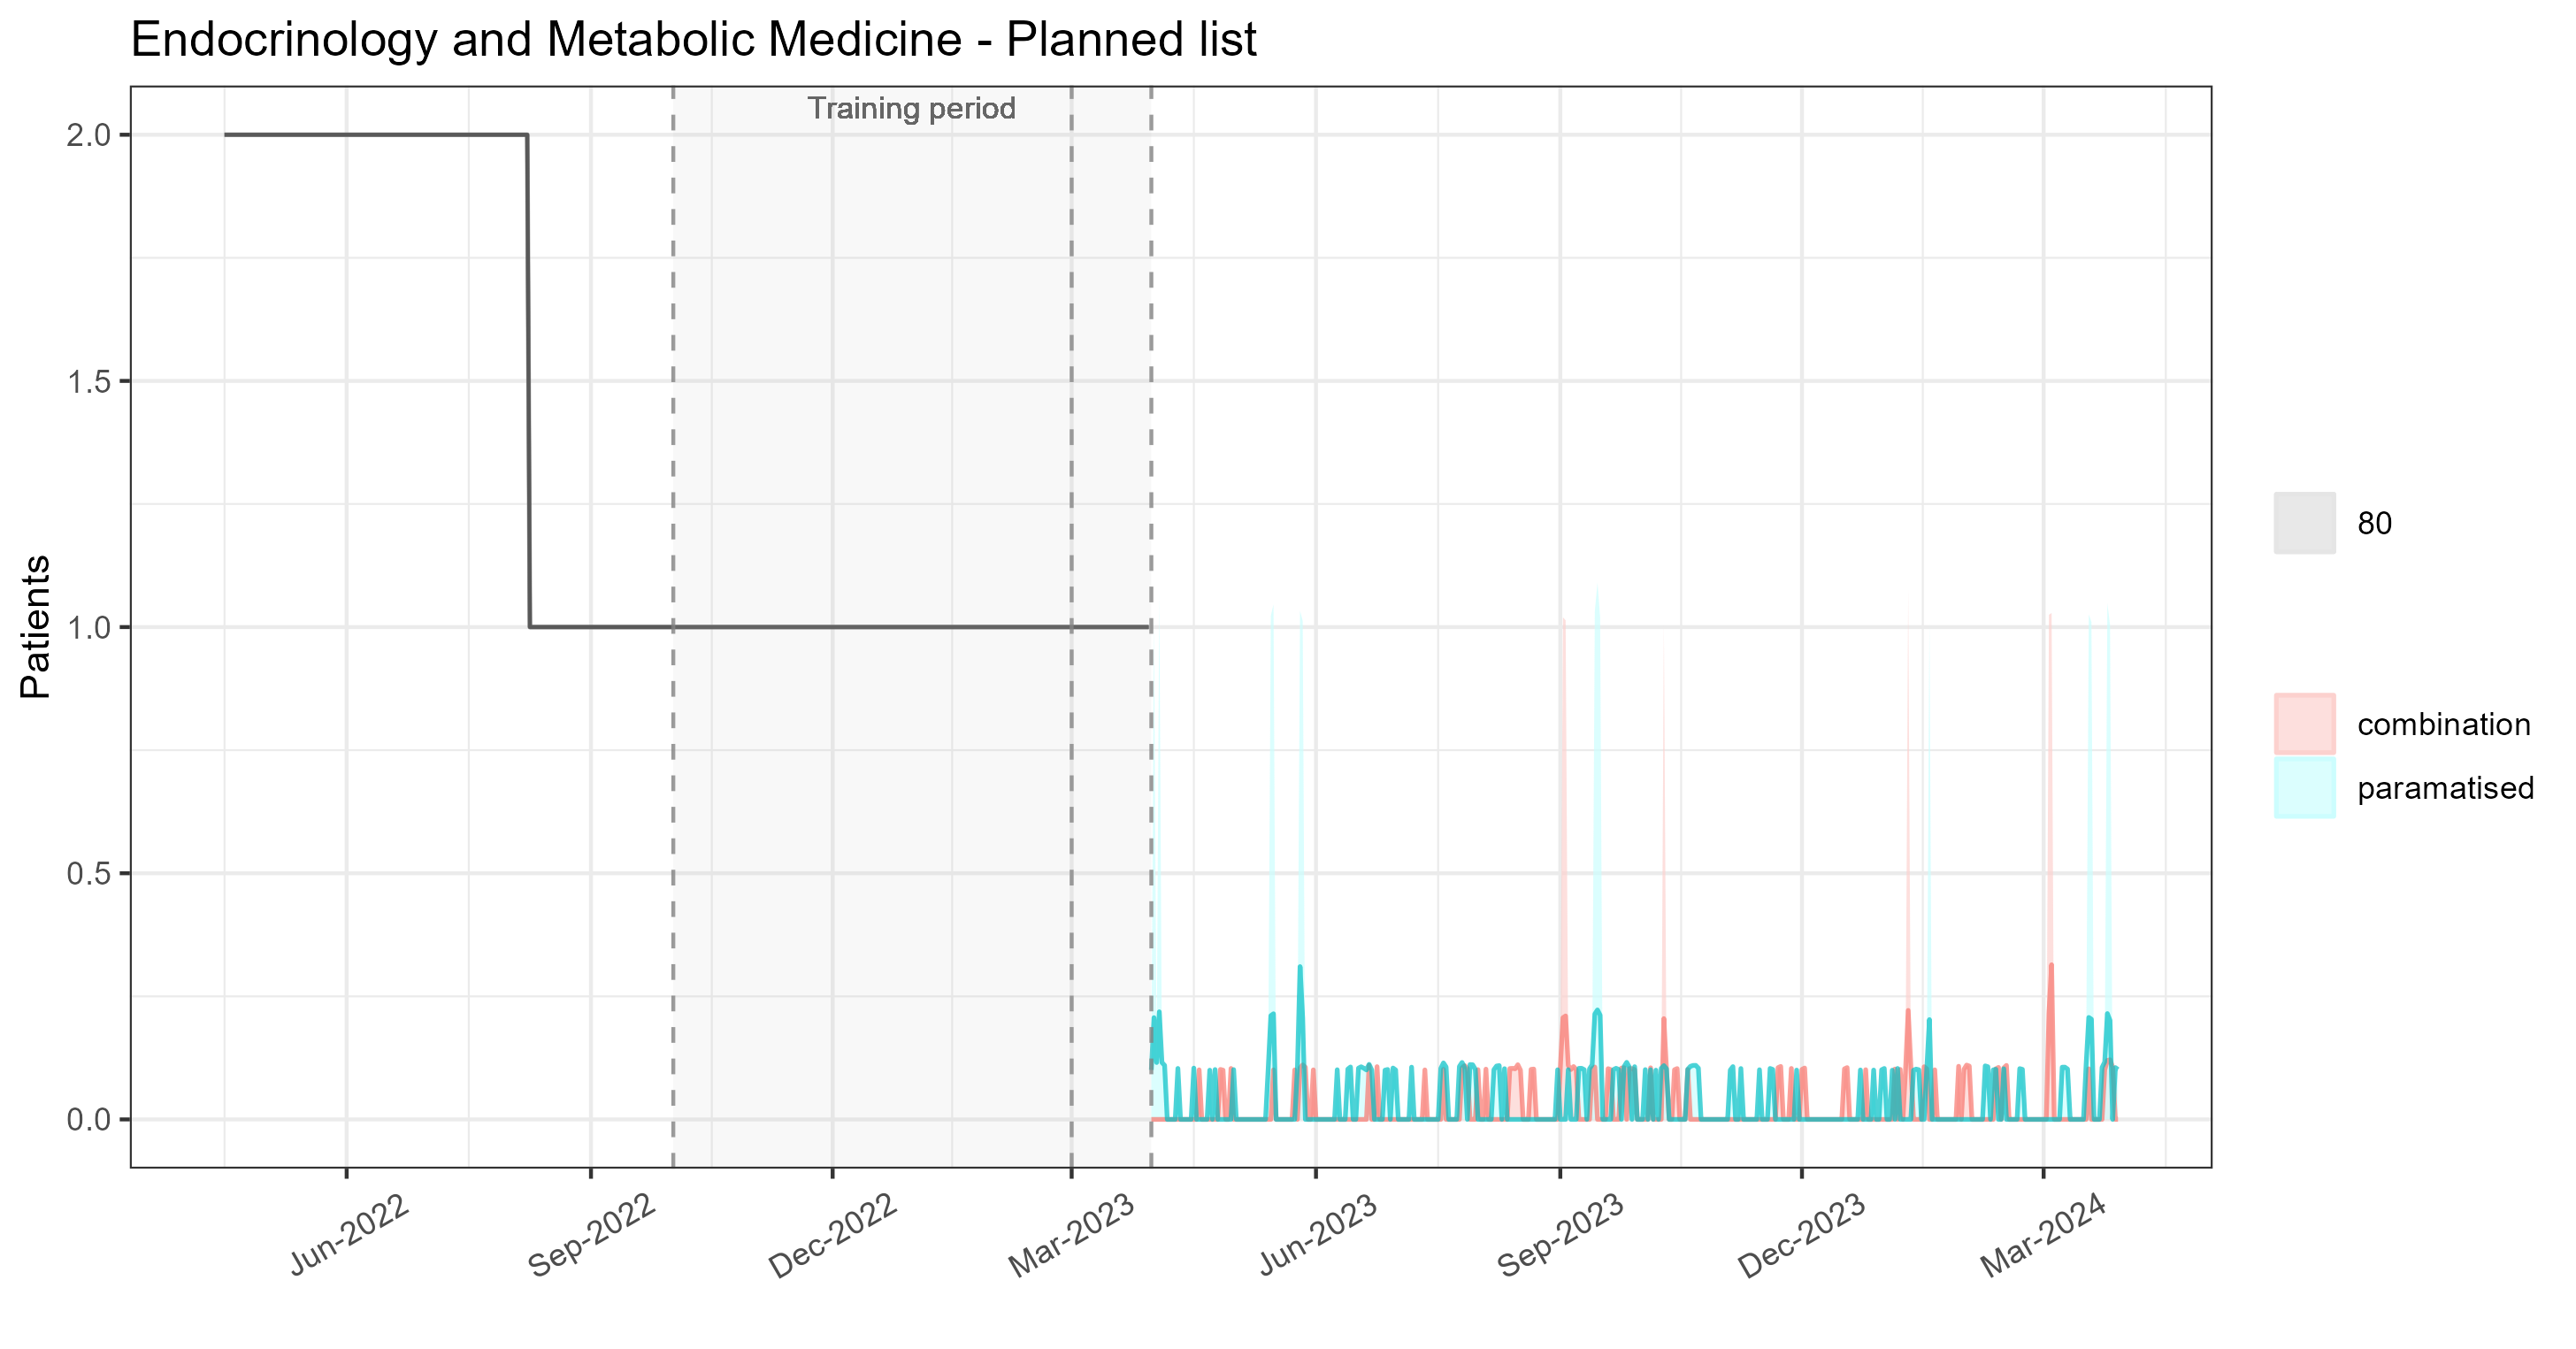 Endocrinology and Metabolic Medicine - Planned list
Training period
Patients
2.0
1.5
1.0
0.5
0.0
Jun-2022
Sep-2022
Dec-2022
Mar-2023
Jun-2023
Sep-2023
Dec-2023
Mar-2024
80
combination
paramatised